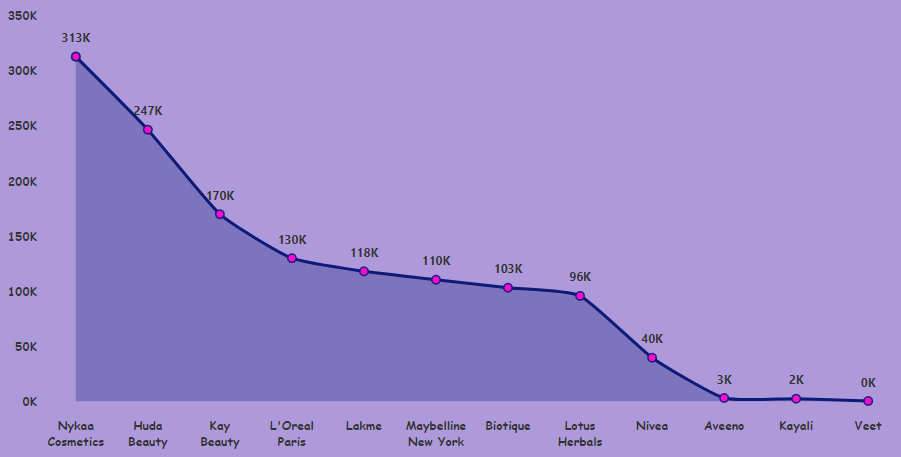 350K
300K
250K
200K
150K
100K
50K
0K
313K
247K
170K
130K
118K
110K
103K
96K
40K
3K
2K
0K
Nykaa
Cosmetics
Huda
Beauty
Kay
Beauty
L'Oreal
Paris
Lakme
Maybelline
New York
Biotique
Lotus
Herbals
Nivea
Aveeno
Kayali
Veet